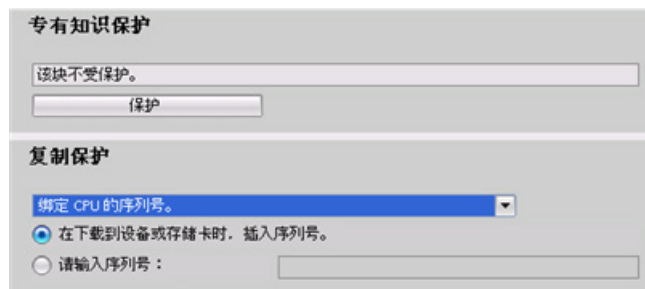 专有知识保护
该块不受保护。
保护
复制保护
绑定 CPU 的序列号。
在下载到设备或存储卡时，插入序列号。
请输入序列号：